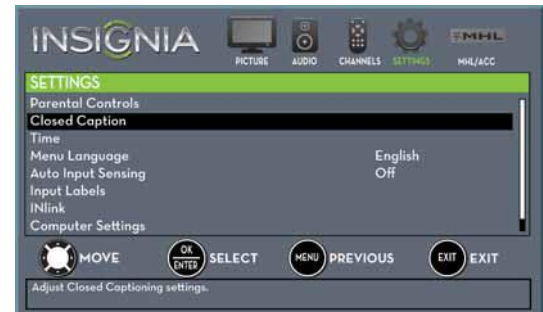 INSIGNIA
PICTURE AUDIO CHANNELS SETTINGS MHL/ACC
MHL
SETTINGS
Parental Controls
Closed Caption
Time
Menu Language English
Auto Input Sensing Off
Input Labels
INlink
Computer Settings
MOVE OK/ENTER SELECT MENU PREVIOUS EXIT EXIT
Adjust Closed Captioning settings.